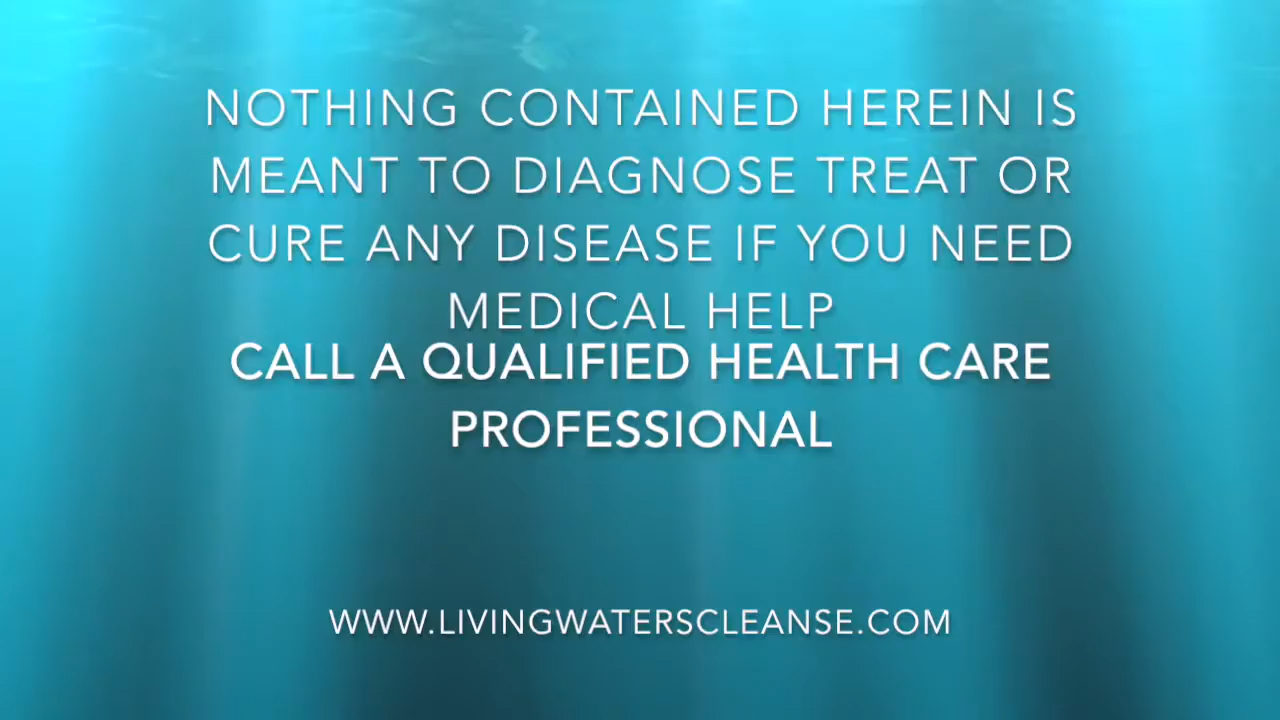 NOTHING CONTAINED HEREIN IS
MEANT TO DIAGNOSE TREAT OR
CURE ANY DISEASE IF YOU NEED
MEDICAL HELP
CALL A QUALIFIED HEALTH CARE
PROFESSIONAL
WWW.LIVINGWATERSCLEANSE.COM